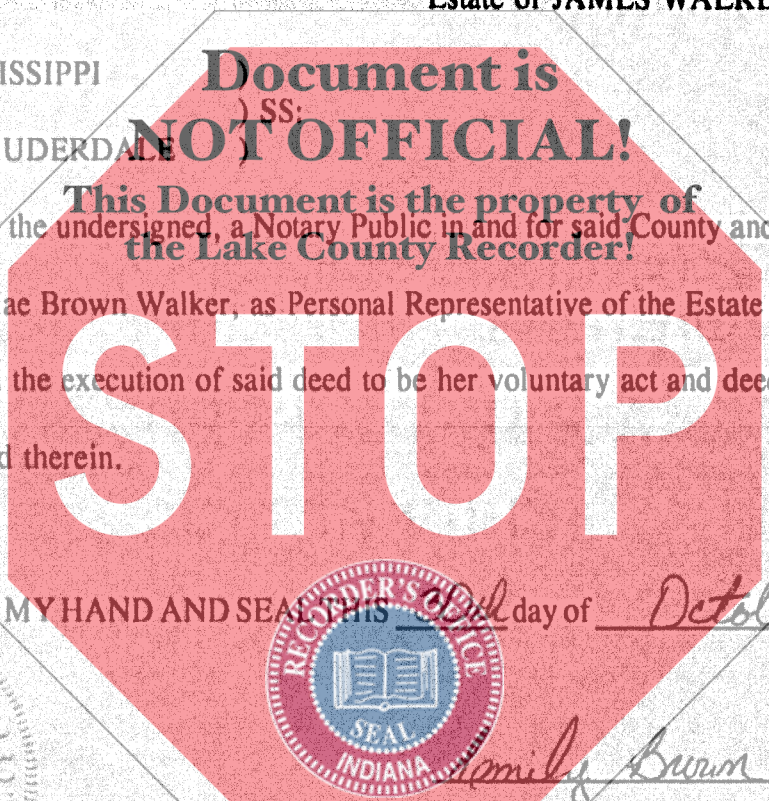 Estate of JAMES WALKE
ISSIPPI )
Document is
) SS:
UDERDALE )
NOT OFFICIAL!
This Document is the property of
the undersigned, a Notary Public in and for said County and
the Lake County Recorder!
ae Brown Walker, as Personal Representative of the Estate
the execution of said deed to be her voluntary act and deed
d therein.
STOP
MY HAND AND SEAL THIS day of Octo
RECORDER'S OFFICE
SEAL
INDIANA
Brown